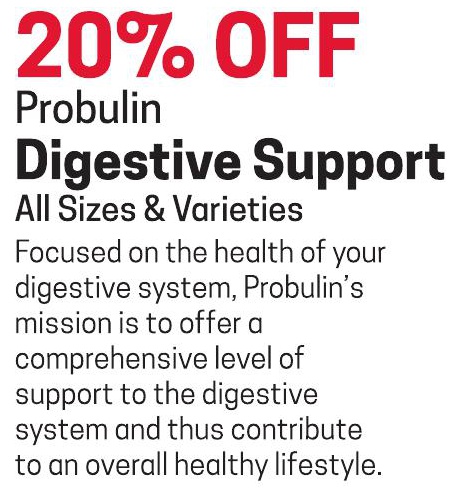 20% OFF
Probulin
Digestive Support
All Sizes & Varieties
Focused on the health of your
digestive system, Probulin's
mission is to offer a
comprehensive level of
support to the digestive
system and thus contribute
to an overall healthy lifestyle.